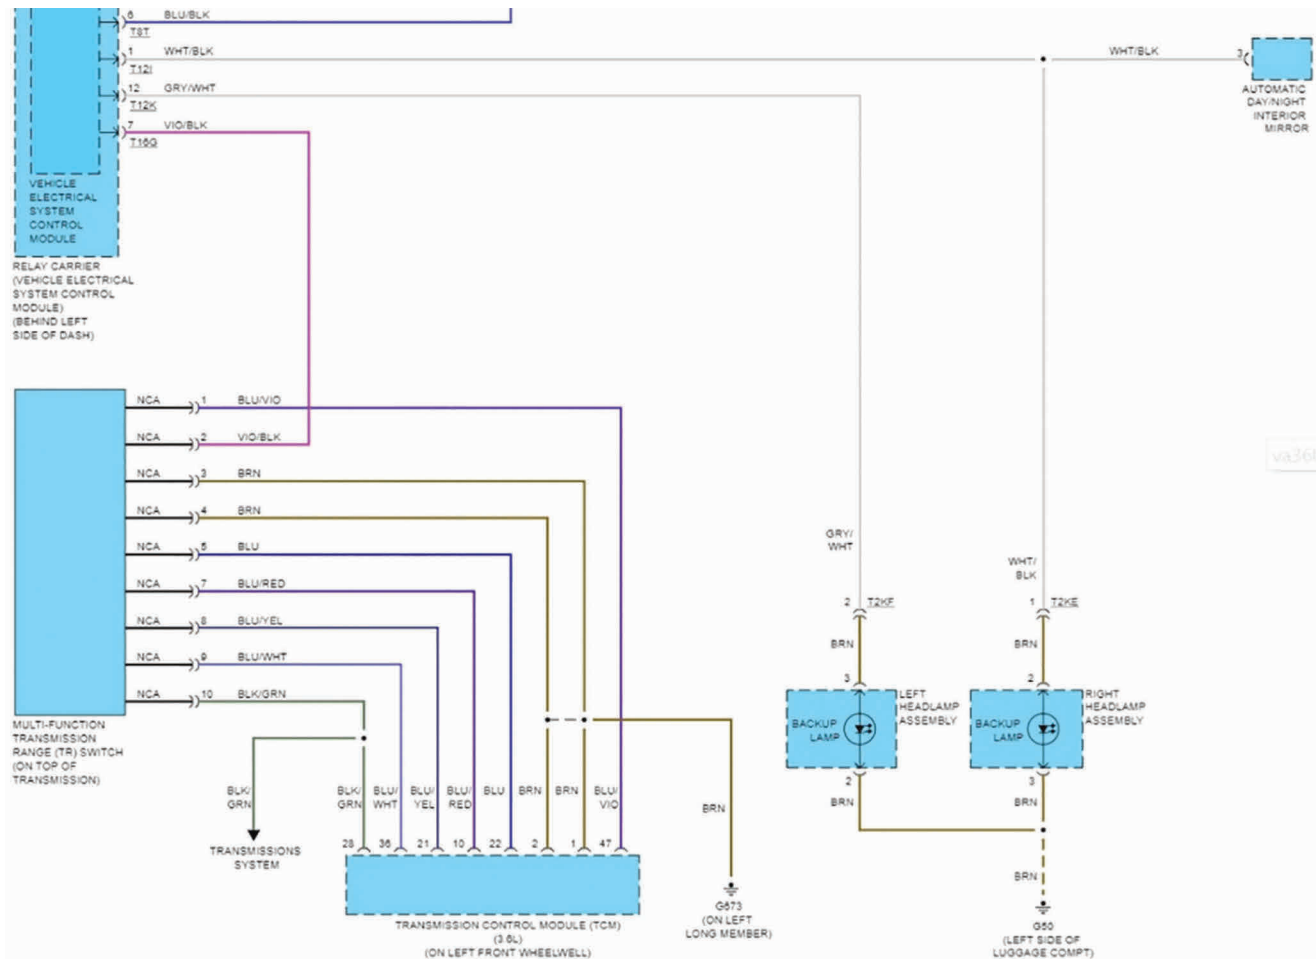 6 BLU/BLK
T8T
1 WHT/BLK WHT/BLK 3
T12I
12 GRY/WHT
T12K
7 VIO/BLK
T16G
AUTOMATIC
DAY/NIGHT
INTERIOR
MIRROR
VEHICLE
ELECTRICAL
SYSTEM
CONTROL
MODULE
RELAY CARRIER
(VEHICLE ELECTRICAL
SYSTEM CONTROL
MODULE)
(BEHIND LEFT
SIDE OF DASH)
NCA 1 BLU/VIO
NCA 2 VIO/BLK
NCA 3 BRN
NCA 4 BRN
NCA 5 BLU
NCA 7 BLU/RED
NCA 8 BLU/YEL
NCA 9 BLU/WHT
NCA 10 BLK/GRN
MULTI-FUNCTION
TRANSMISSION
RANGE (TR) SWITCH
(ON TOP OF
TRANSMISSION)
va36
GRY/
WHT
WHT/
BLK
2 T2KF
1 T2KE
BRN
BRN
3
2
LEFT
HEADLAMP
ASSEMBLY
RIGHT
HEADLAMP
ASSEMBLY
BACKUP
LAMP
BACKUP
LAMP
2
3
BRN
BRN
BRN
G50
(LEFT SIDE OF
LUGGAGE COMPT)
BLK/
GRN
BLK/
GRN
BLU/
WHT
BLU/
YEL
BLU/
RED
BLU
BRN
BRN
BLU/
VIO
BRN
28 36 21 10 22 2 1 47
TRANSMISSIONS
SYSTEM
G673
(ON LEFT
LONG MEMBER)
TRANSMISSION CONTROL MODULE (TCM)
(3.6L)
(ON LEFT FRONT WHEELWELL)